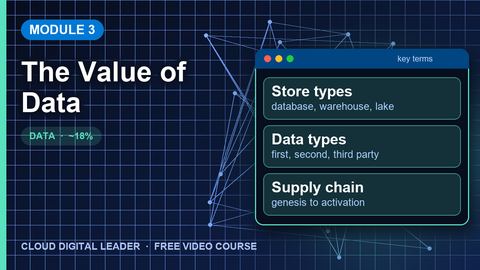 MODULE 3
The Value of
Data
DATA · ~18%
key terms
Store types
database, warehouse, lake
Data types
first, second, third party
Supply chain
genesis to activation
CLOUD DIGITAL LEADER · FREE VIDEO COURSE